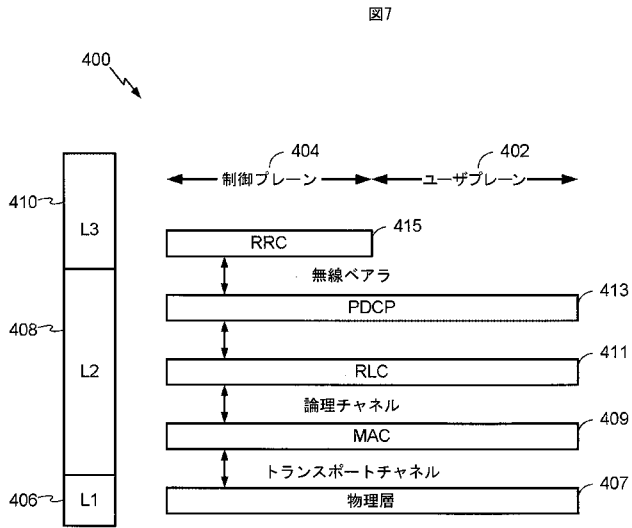 図7
400
404
402
制御プレーン
ユーザプレーン
410
L3
415
RRC
無線ベアラ
413
PDCP
408
L2
411
RLC
論理チャネル
409
MAC
トランスポートチャネル
407
406
L1
物理層